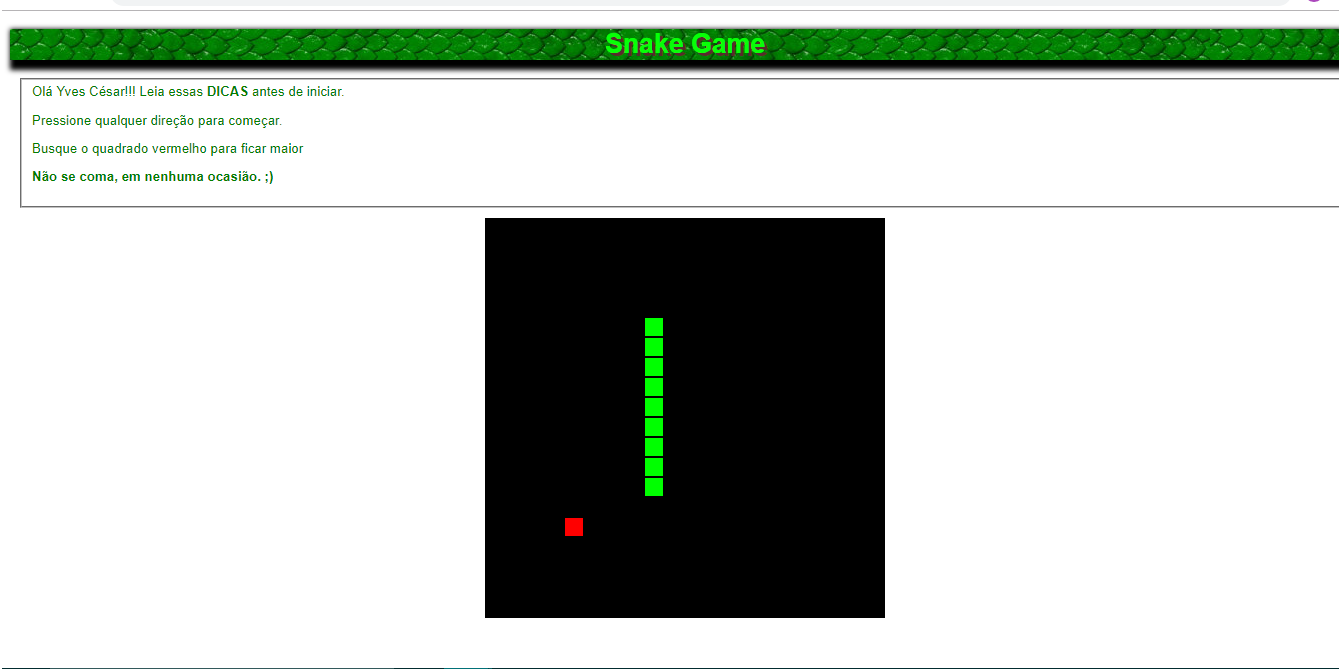 Snake Game
Olá Yves César!!! Leia essas DICAS antes de iniciar.
Pressione qualquer direção para começar.
Busque o quadrado vermelho para ficar maior
Não se coma, em nenhuma ocasião. ;)